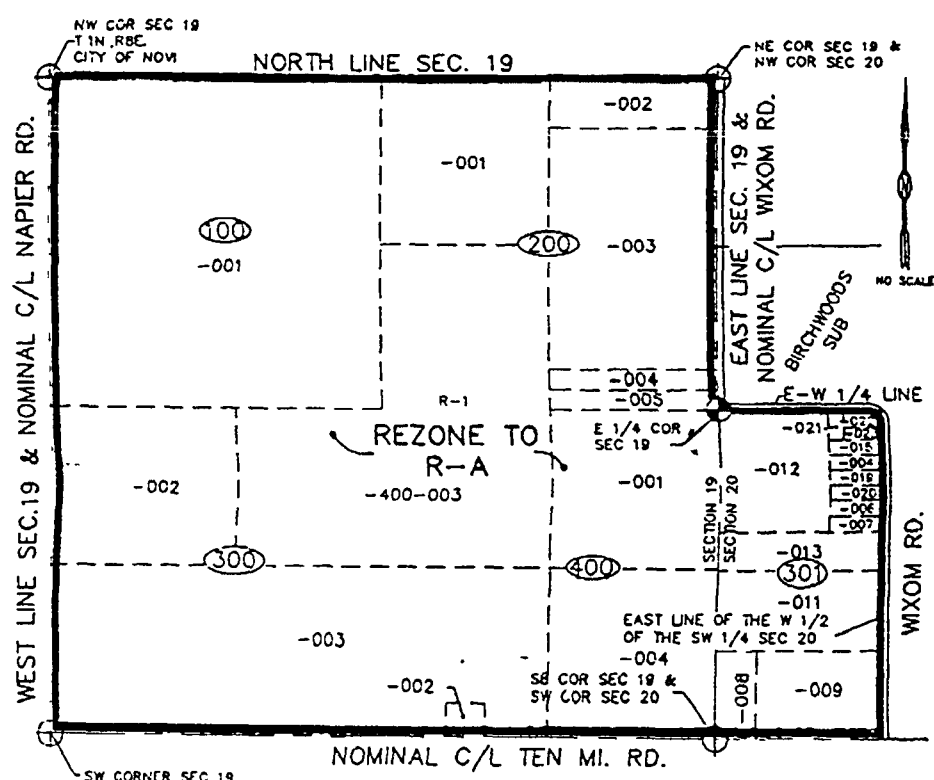 NW COR SEC 19
T 1N, R8E
CITY OF NOVI
NORTH LINE SEC. 19
NE COR SEC 19 &
NW COR SEC 20
WEST LINE SEC.19 & NOMINAL C/L NAPIER RD.
EAST LINE SEC. 19 &
NOMINAL C/L WIXOM RD.
NO SCALE
-002
-001
100
-001
200
-003
BIRCHWOODS
SUB
-004
-005
R-1
E-W 1/4 LINE
E 1/4 COR
SEC 19
REZONE TO
R-A
-021
-015
-004
-019
-020
-006
-007
-012
-002
-400-003
-001
SECTION 19
SECTION 20
-013
300
400
301
-011
EAST LINE OF THE W 1/2
OF THE SW 1/4 SEC 20
WIXOM RD.
-003
-004
-002
SE COR SEC 19 &
SW COR SEC 20
-008
-009
NOMINAL C/L TEN MI. RD.
SW CORNER SEC 19